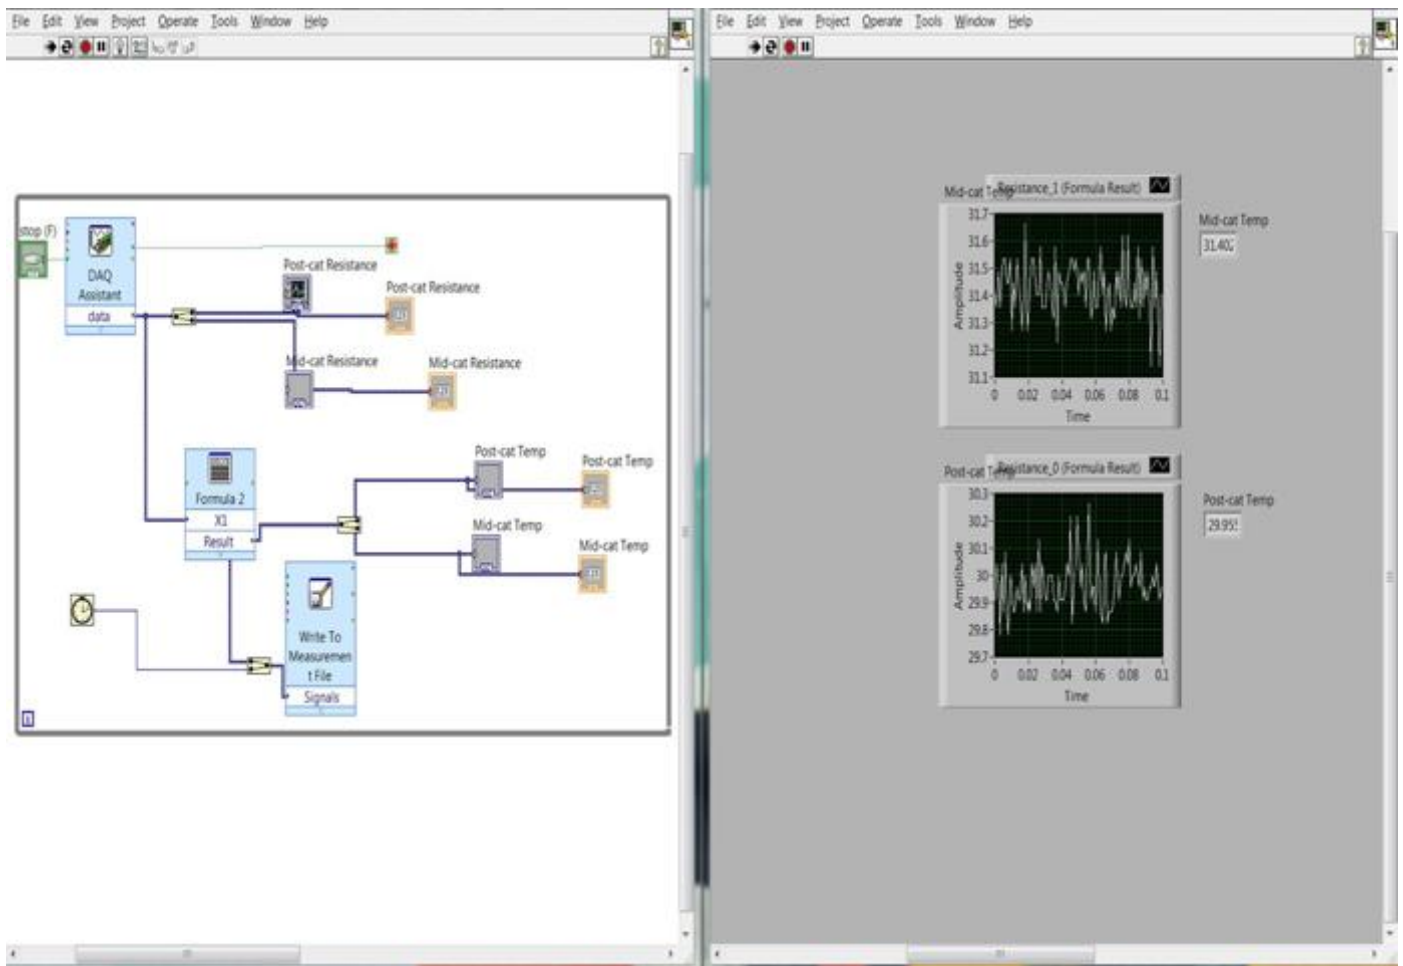 File Edit View Project Operate Tools Window Help
stop (F)
DAQ
Assistant
data
Post-cat Resistance
Post-cat Resistance
Mid-cat Resistance
Mid-cat Resistance
Formula 2
X1
Result
Post-cat Temp
Post-cat Temp
Mid-cat Temp
Mid-cat Temp
Write To
Measuremen
t File
Signals
i
File Edit View Project Operate Tools Window Help
Mid-cat Temp
Resistance_1 (Formula Result)
Amplitude
31.7
31.6
31.5
31.4
31.3
31.2
31.1
0 0.02 0.04 0.06 0.08 0.1
Time
Mid-cat Temp
31.402
Post-cat Temp
Resistance_0 (Formula Result)
Amplitude
30.3
30.2
30.1
30
29.9
29.8
29.7
0 0.02 0.04 0.06 0.08 0.1
Time
Post-cat Temp